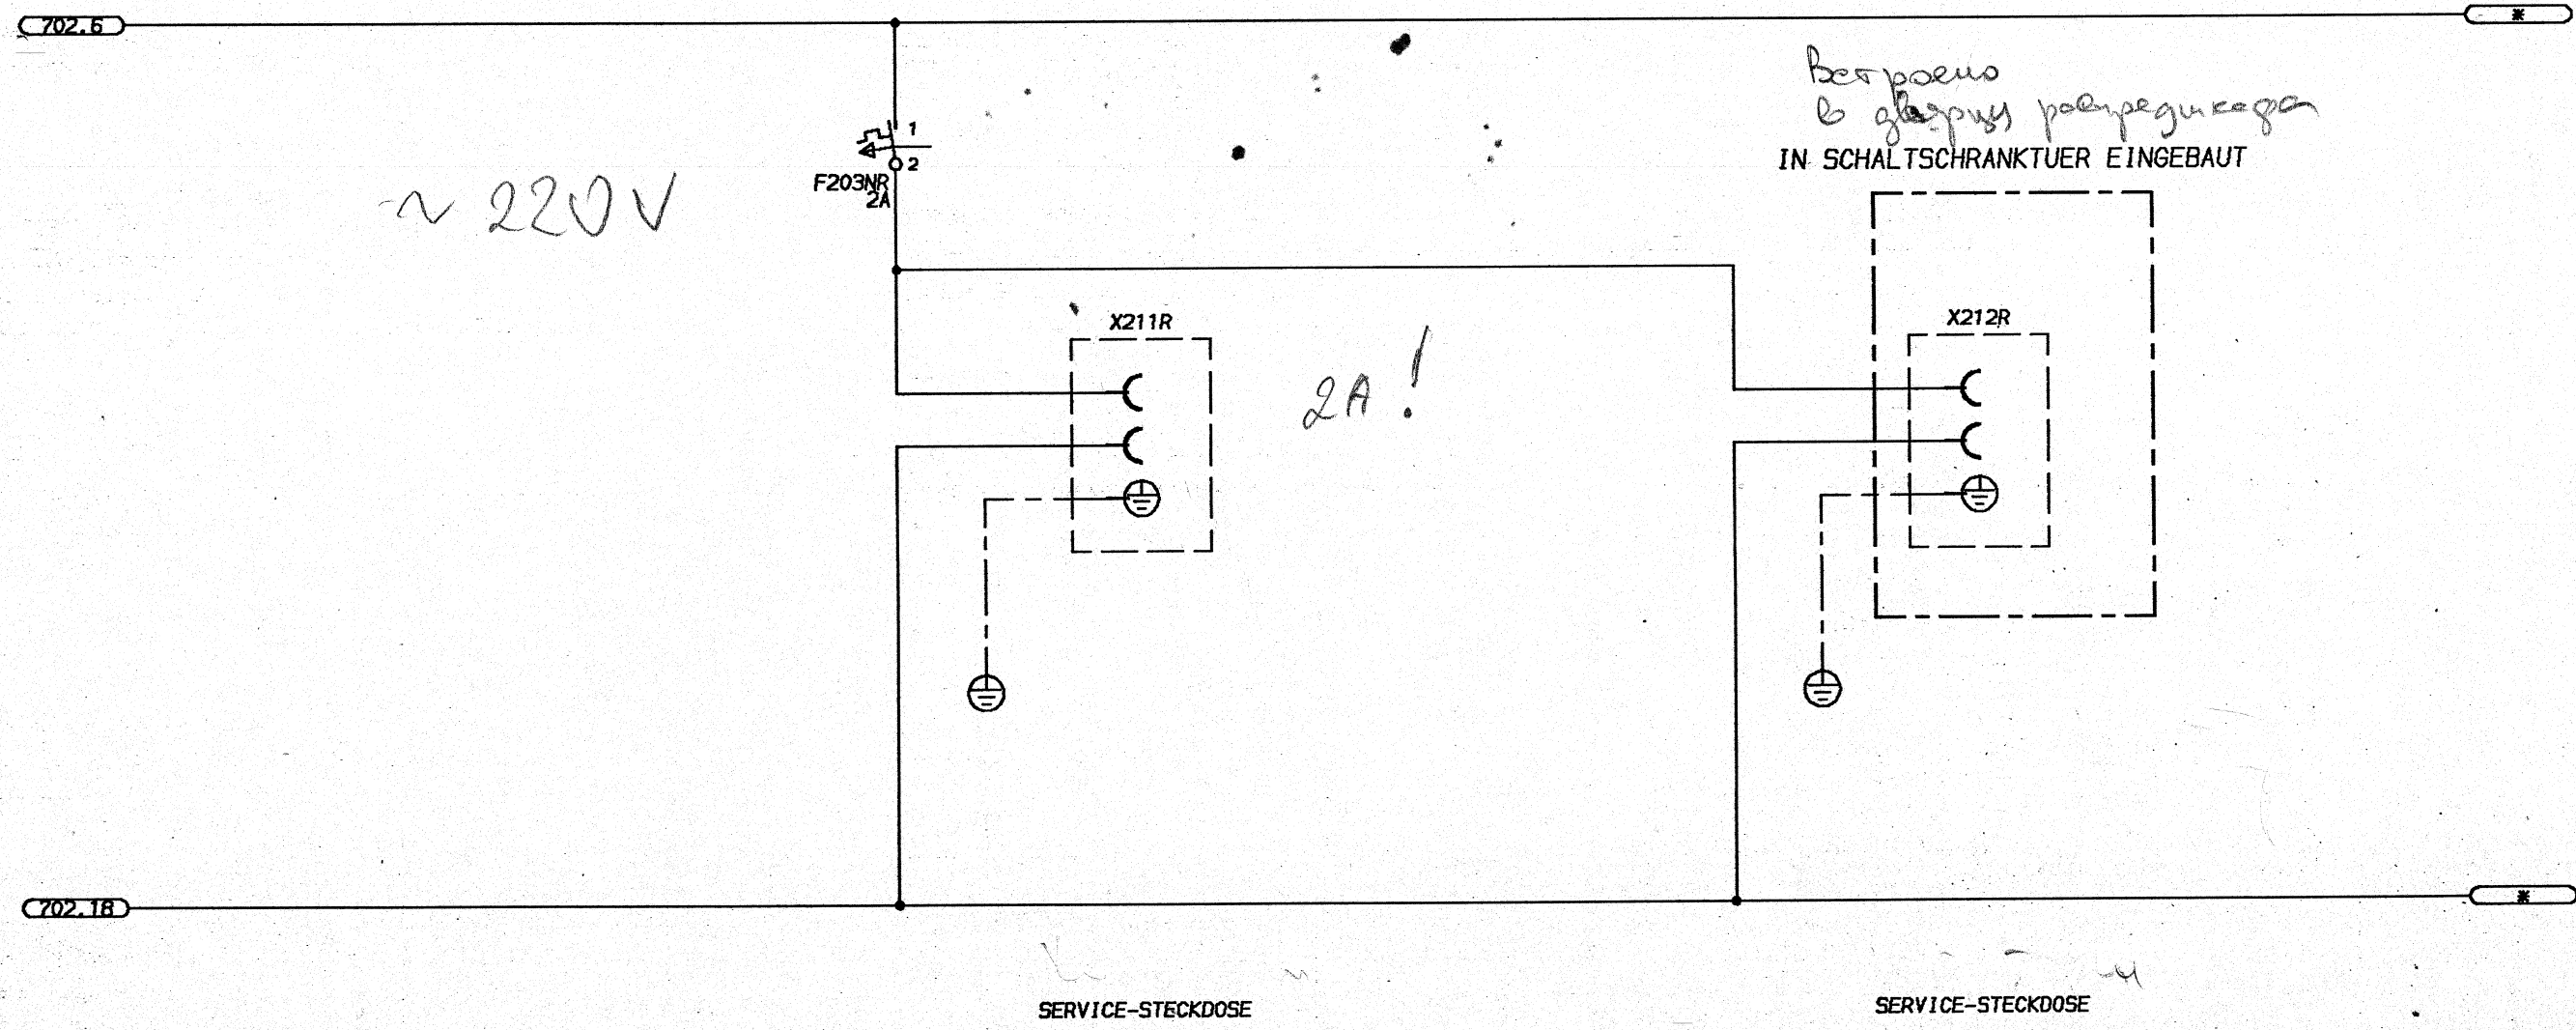 702.6
*
Встроено
в дверцу распредшкафа
IN SCHALTSCHRANKTUER EINGEBAUT
1
2
F203NR
2A
~ 220V
X211R
X212R
2A!
702.18
*
SERVICE-STECKDOSE
SERVICE-STECKDOSE